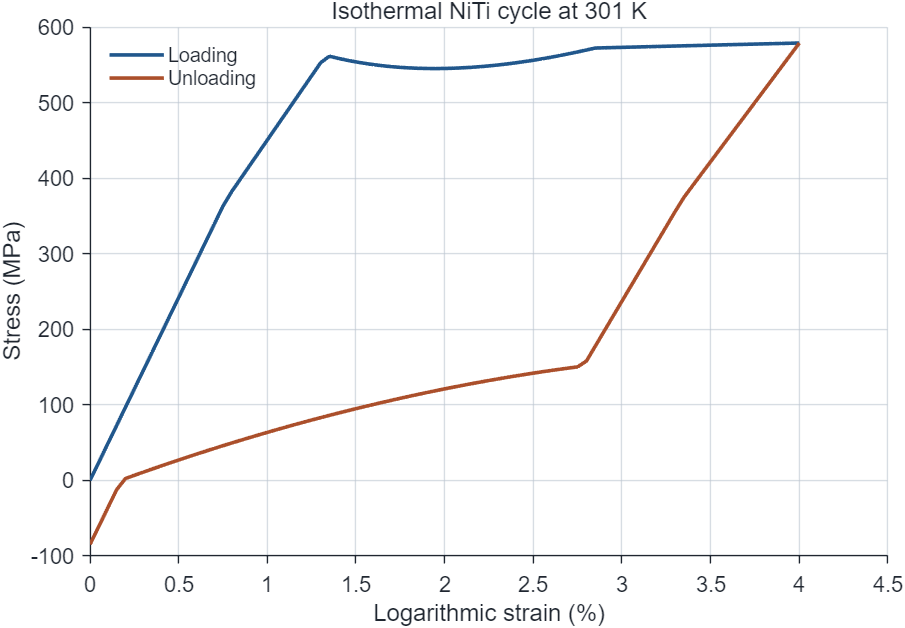 Isothermal NiTi cycle at 301 K
Loading
Unloading
Stress (MPa)
600
500
400
300
200
100
0
-100
0 0.5 1 1.5 2 2.5 3 3.5 4 4.5
Logarithmic strain (%)